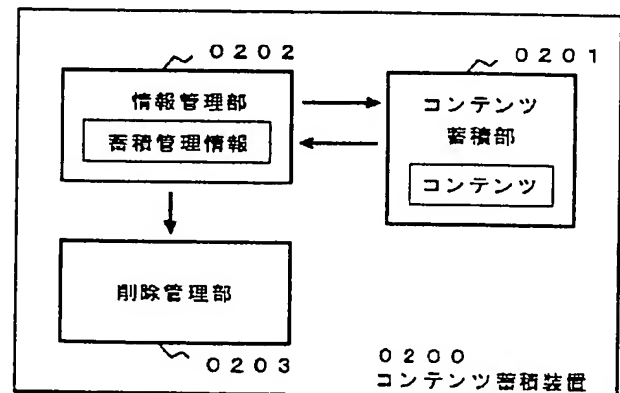 0202
情報管理部
蓄積管理情報
0201
コンテンツ
蓄積部
コンテンツ
削除管理部
0203
0200
コンテンツ蓄積装置